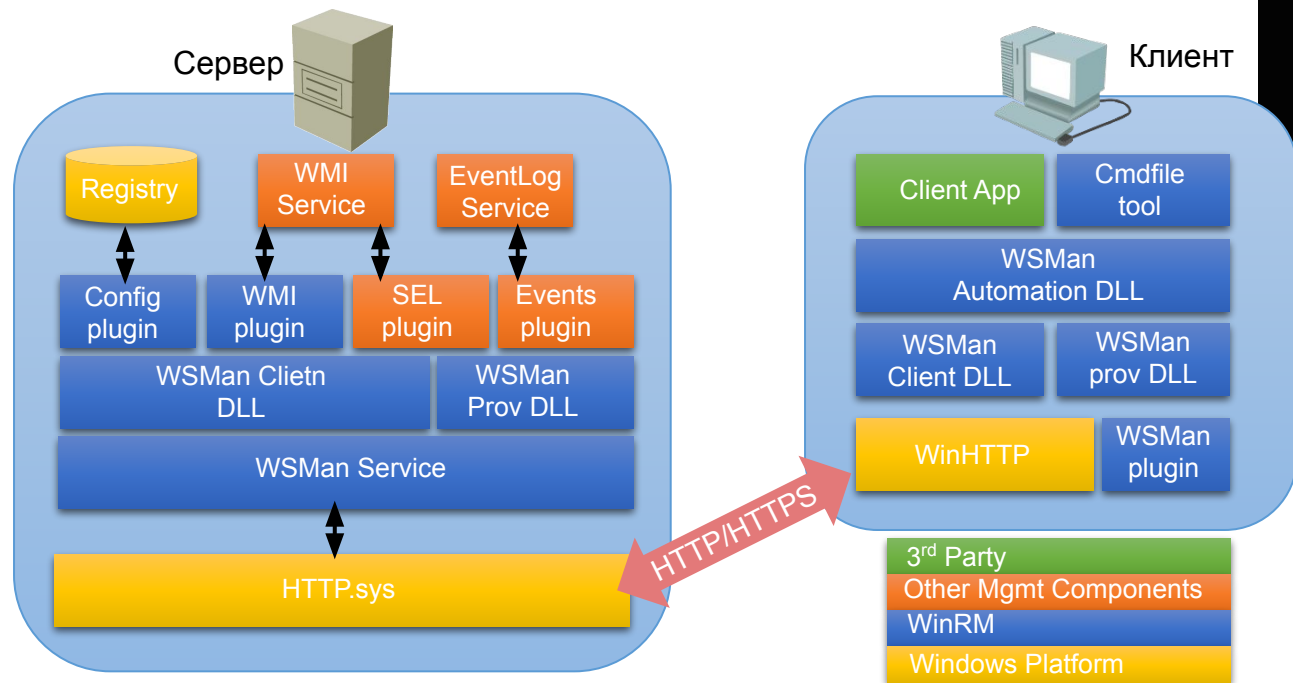 Сервер
Клиент
Registry
WMI
Service
EventLog
Service
Config
plugin
WMI
plugin
SEL
plugin
Events
plugin
WSMan Clietn
DLL
WSMan
Prov DLL
WSMan Service
HTTP.sys
HTTP/HTTPS
Client App
Cmdfile
tool
WSMan
Automation DLL
WSMan
Client DLL
WSMan
prov DLL
WinHTTP
WSMan
plugin
3rd Party
Other Mgmt Components
WinRM
Windows Platform